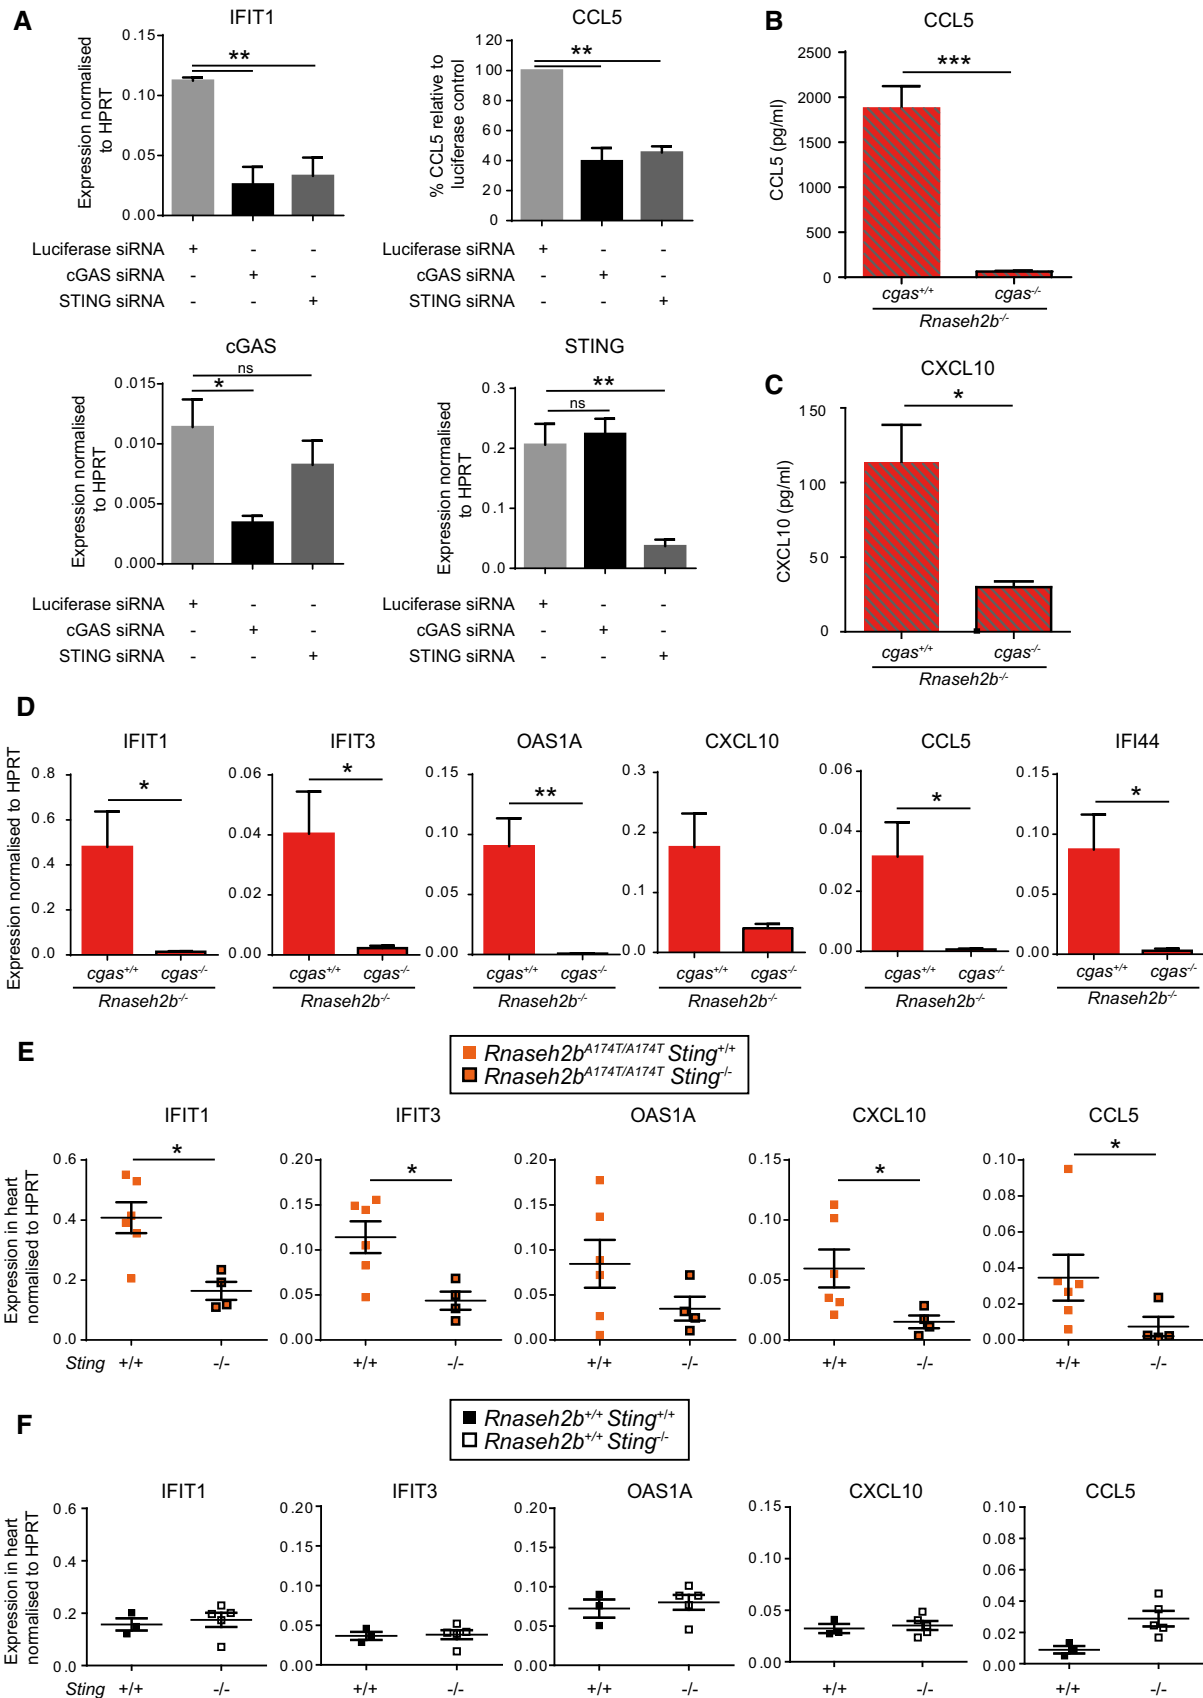 A
IFIT1
Expression normalised
to HPRT
0.15
0.10
0.05
0.00
**
Luciferase siRNA + - -
cGAS siRNA - + -
STING siRNA - - +
CCL5
% CCL5 relative to
luciferase control
120
100
80
60
40
20
0
**
Luciferase siRNA + - -
cGAS siRNA - + -
STING siRNA - - +
cGAS
Expression normalised
to HPRT
0.015
0.010
0.005
0.000
ns
*
Luciferase siRNA + - -
cGAS siRNA - + -
STING siRNA - - +
STING
Expression normalised
to HPRT
0.3
0.2
0.1
0.0
**
ns
Luciferase siRNA + - -
cGAS siRNA - + -
STING siRNA - - +
B
CCL5
CCL5 (pg/ml)
2500
2000
1500
1000
500
0
***
cgas+/+ cgas-/-
Rnaseh2b-/-
C
CXCL10
CXCL10 (pg/ml)
150
100
50
0
*
cgas+/+ cgas-/-
Rnaseh2b-/-
D
Expression normalised to HPRT
IFIT1
0.8
0.6
0.4
0.2
0.0
*
cgas+/+ cgas-/-
Rnaseh2b-/-
IFIT3
0.06
0.04
0.02
0.00
*
cgas+/+ cgas-/-
Rnaseh2b-/-
OAS1A
0.15
0.10
0.05
0.00
**
cgas+/+ cgas-/-
Rnaseh2b-/-
CXCL10
0.3
0.2
0.1
0.0
cgas+/+ cgas-/-
Rnaseh2b-/-
CCL5
0.06
0.04
0.02
0.00
*
cgas+/+ cgas-/-
Rnaseh2b-/-
IFI44
0.15
0.10
0.05
0.00
*
cgas+/+ cgas-/-
Rnaseh2b-/-
E
Rnaseh2bA174T/A174T Sting+/+
Rnaseh2bA174T/A174T Sting-/-
Expression in heart
normalised to HPRT
IFIT1
0.6
0.4
0.2
0.0
*
Sting +/+ -/-
IFIT3
0.20
0.15
0.10
0.05
0.00
*
+/+ -/-
OAS1A
0.20
0.15
0.10
0.05
0.00
+/+ -/-
CXCL10
0.15
0.10
0.05
0.00
*
+/+ -/-
CCL5
0.10
0.08
0.06
0.04
0.02
0.00
*
+/+ -/-
F
Rnaseh2b+/+ Sting+/+
Rnaseh2b+/+ Sting-/-
Expression in heart
normalised to HPRT
IFIT1
0.6
0.4
0.2
0.0
Sting +/+ -/-
IFIT3
0.20
0.15
0.10
0.05
0.00
+/+ -/-
OAS1A
0.20
0.15
0.10
0.05
0.00
+/+ -/-
CXCL10
0.15
0.10
0.05
0.00
+/+ -/-
CCL5
0.10
0.08
0.06
0.04
0.02
0.00
+/+ -/-